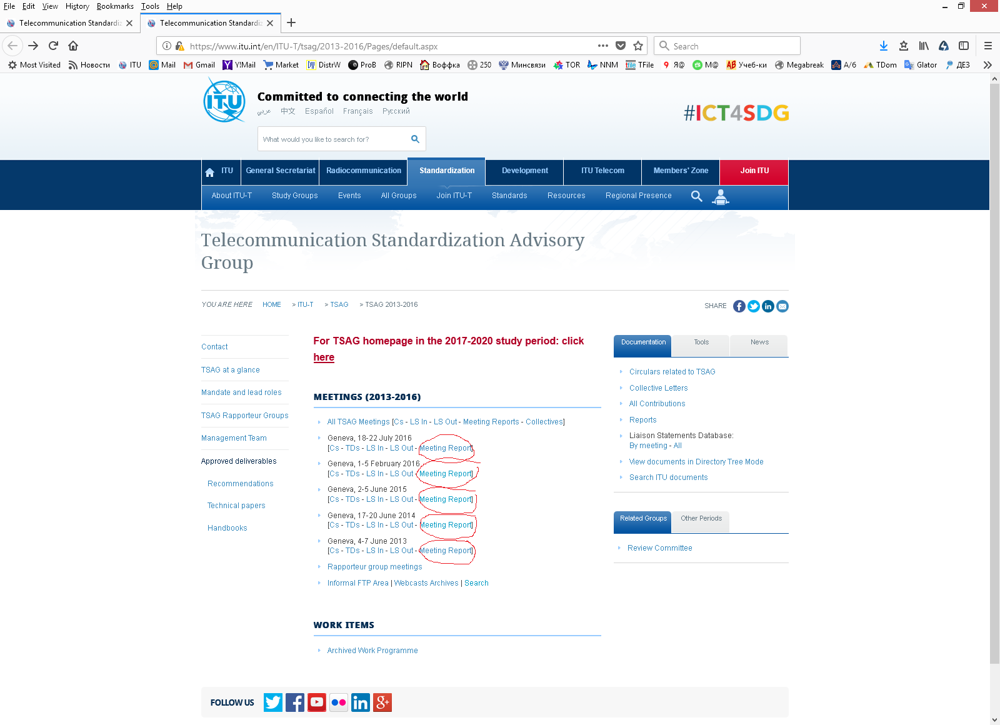 File Edit View History Bookmarks Tools Help
Telecommunication Standardiz
Telecommunication Standardiz
https://www.itu.int/en/ITU-T/tsag/2013-2016/Pages/default.aspx
Search
Most Visited Новости ITU Mail Gmail Y!Mail Market DistrW ProB RIPN Воффка 250 Минсвязи TOR NNM TFile Я@ M@ Учеб-ки Megabreak А/6 TDom Glator ДЕЗ
ITU
Committed to connecting the world
عربي 中文 Español Français Русский
#ICT4SDG
What would you like to search for?
ITU General Secretariat Radiocommunication Standardization Development ITU Telecom Members' Zone Join ITU
About ITU-T Study Groups Events All Groups Join ITU-T Standards Resources Regional Presence
Telecommunication Standardization Advisory
Group
YOU ARE HERE HOME > ITU-T > TSAG > TSAG 2013-2016
SHARE
Contact
TSAG at a glance
Mandate and lead roles
TSAG Rapporteur Groups
Management Team
Approved deliverables
Recommendations
Technical papers
Handbooks
For TSAG homepage in the 2017-2020 study period: click
here
MEETINGS (2013-2016)
All TSAG Meetings [Cs - LS In - LS Out - Meeting Reports - Collectives]
Geneva, 18-22 July 2016
[Cs - TDs - LS In - LS Out - Meeting Report]
Geneva, 1-5 February 2016
[Cs - TDs - LS In - LS Out - Meeting Report]
Geneva, 2-5 June 2015
[Cs - TDs - LS In - LS Out - Meeting Report]
Geneva, 17-20 June 2014
[Cs - TDs - LS In - LS Out - Meeting Report]
Geneva, 4-7 June 2013
[Cs - TDs - LS In - LS Out - Meeting Report]
Rapporteur group meetings
Informal FTP Area | Webcasts Archives | Search
WORK ITEMS
Archived Work Programme
Documentation Tools News
Circulars related to TSAG
Collective Letters
All Contributions
Reports
Liaison Statements Database:
By meeting - All
View documents in Directory Tree Mode
Search ITU documents
Related Groups Other Periods
Review Committee
FOLLOW US